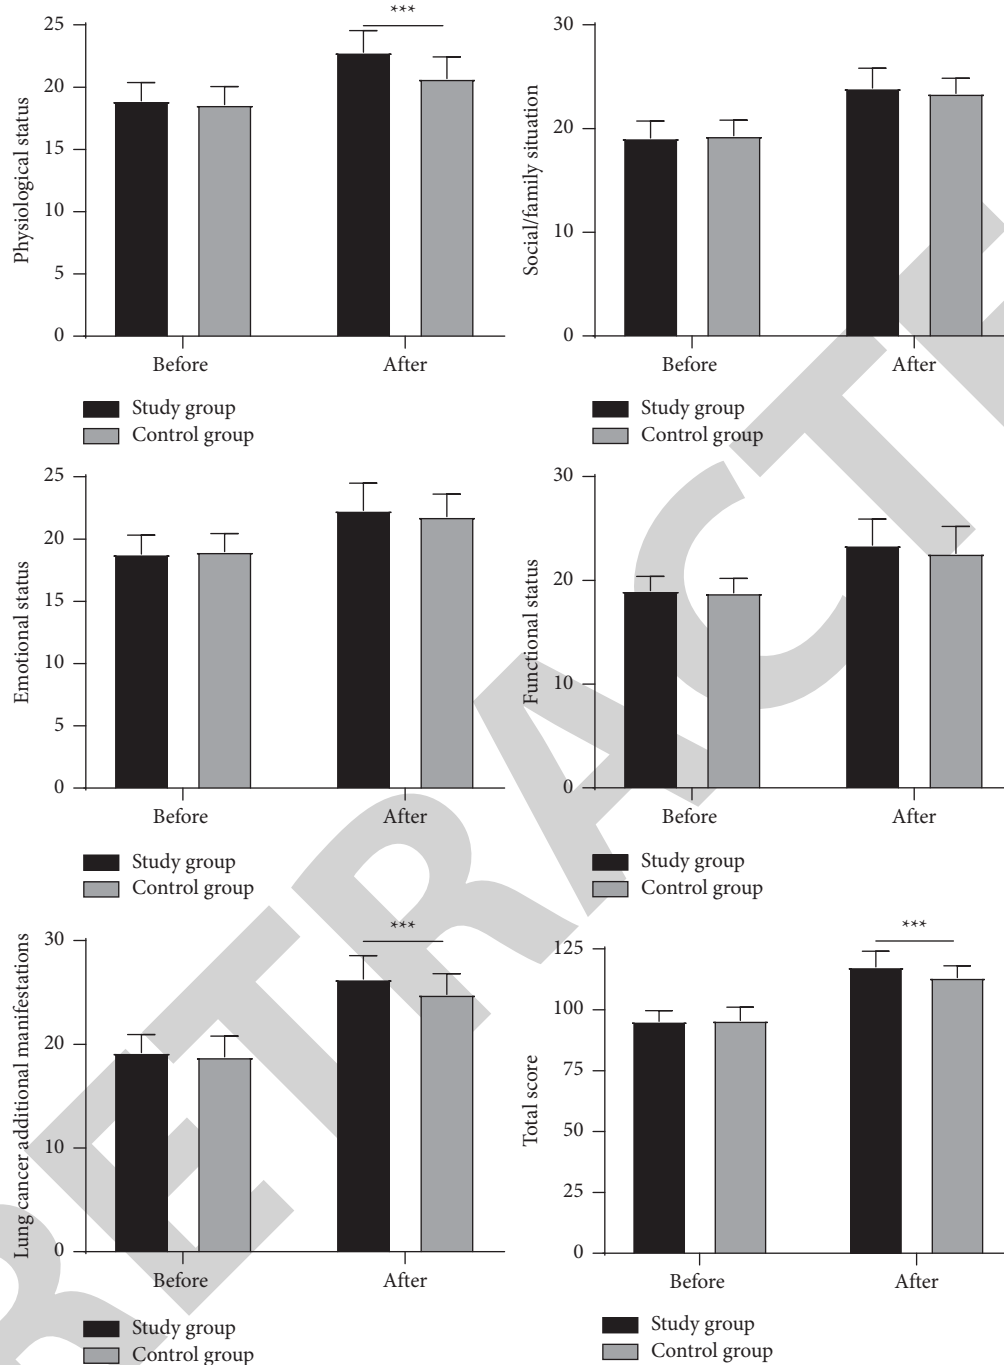 ***
25
20
15
10
5
0
Physiological status
Before
After
Study group
Control group
30
20
10
0
Social/family situation
Before
After
Study group
Control group
25
20
15
10
5
0
Emotional status
Before
After
Study group
Control group
30
20
10
0
Functional status
Before
After
Study group
Control group
***
30
20
10
0
Lung cancer additional manifestations
Before
After
Study group
Control group
***
125
100
75
50
25
0
Total score
Before
After
Study group
Control group
RETRACTE